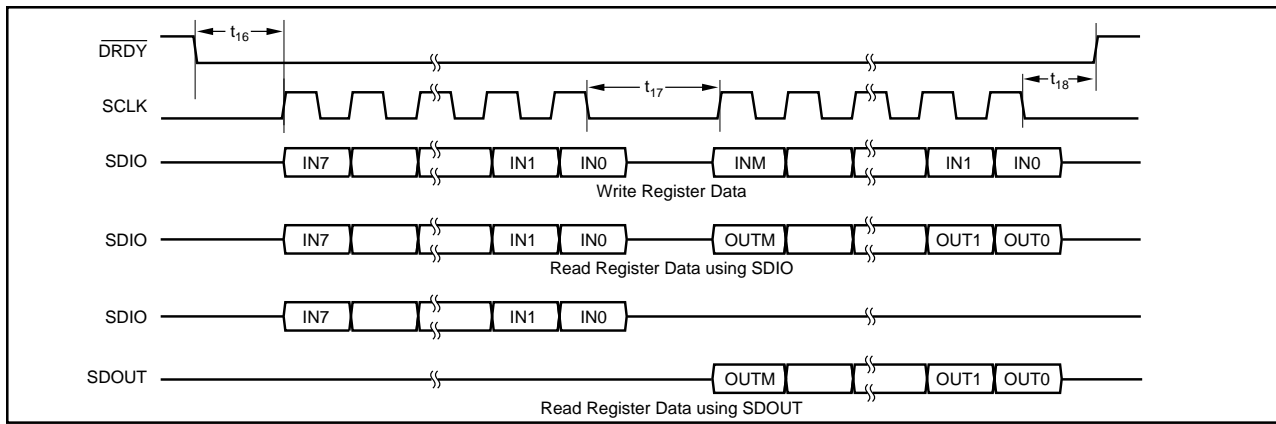 DRDY t16
SCLK t17 t18
SDIO IN7 IN1 IN0 INM IN1 IN0
Write Register Data
SDIO IN7 IN1 IN0 OUTM OUT1 OUT0
Read Register Data using SDIO
SDIO IN7 IN1 IN0
SDOUT OUTM OUT1 OUT0
Read Register Data using SDOUT